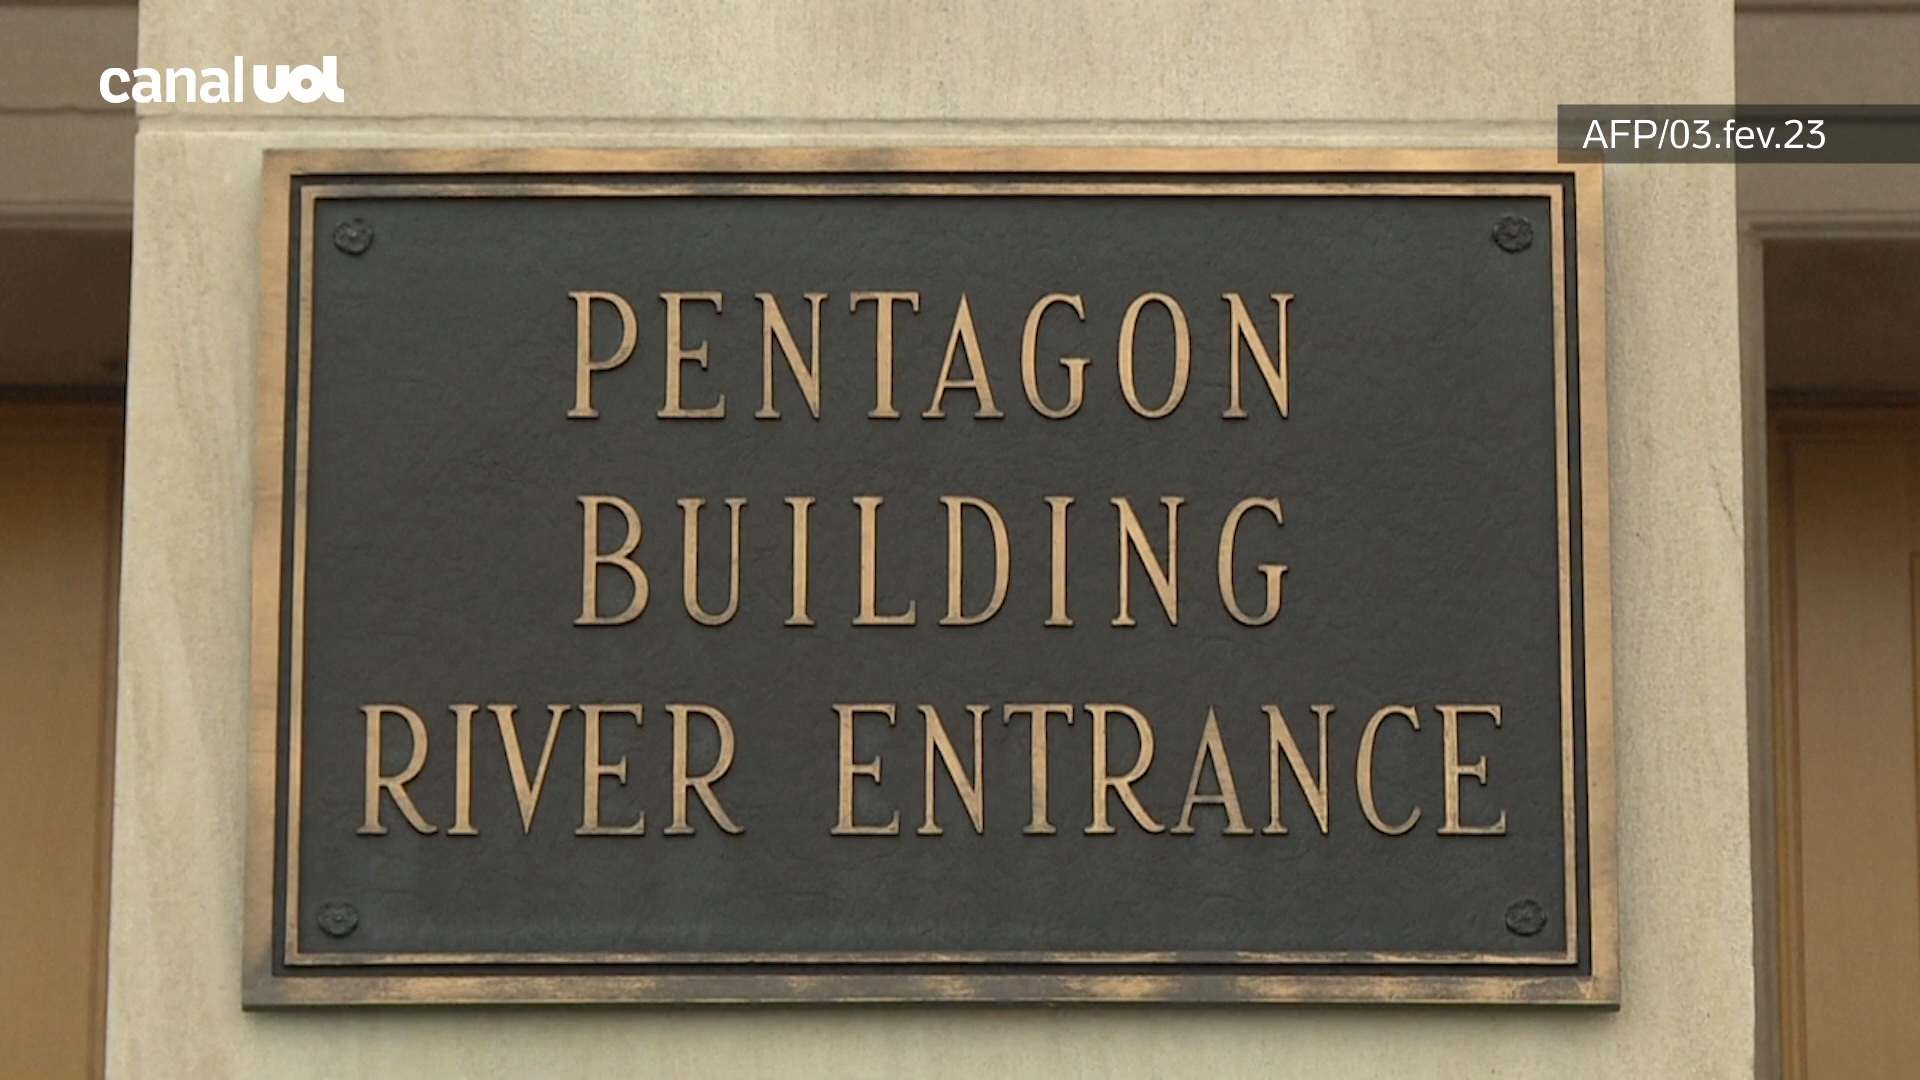 canal uol
AFP/03.fev.23
PENTAGON
BUILDING
RIVER ENTRANCE